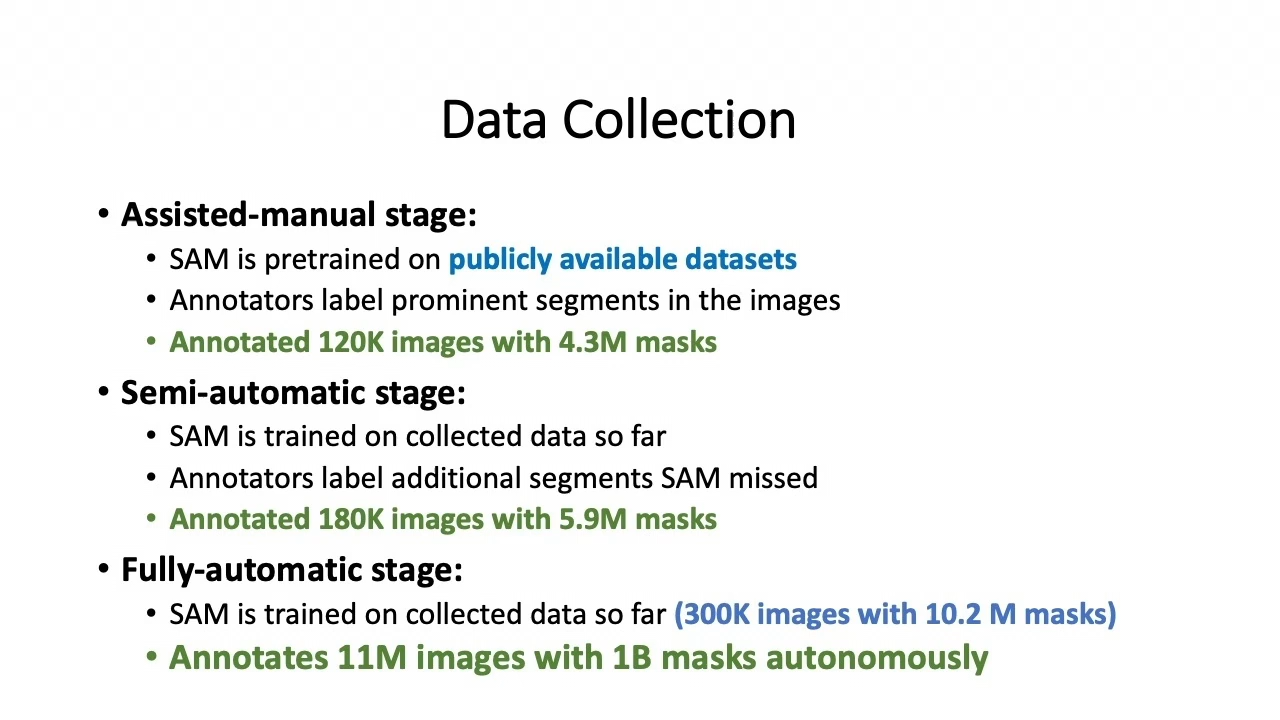 Data Collection
• Assisted-manual stage:
• SAM is pretrained on publicly available datasets
• Annotators label prominent segments in the images
• Annotated 120K images with 4.3M masks
• Semi-automatic stage:
• SAM is trained on collected data so far
• Annotators label additional segments SAM missed
• Annotated 180K images with 5.9M masks
• Fully-automatic stage:
• SAM is trained on collected data so far (300K images with 10.2 M masks)
• Annotates 11M images with 1B masks autonomously